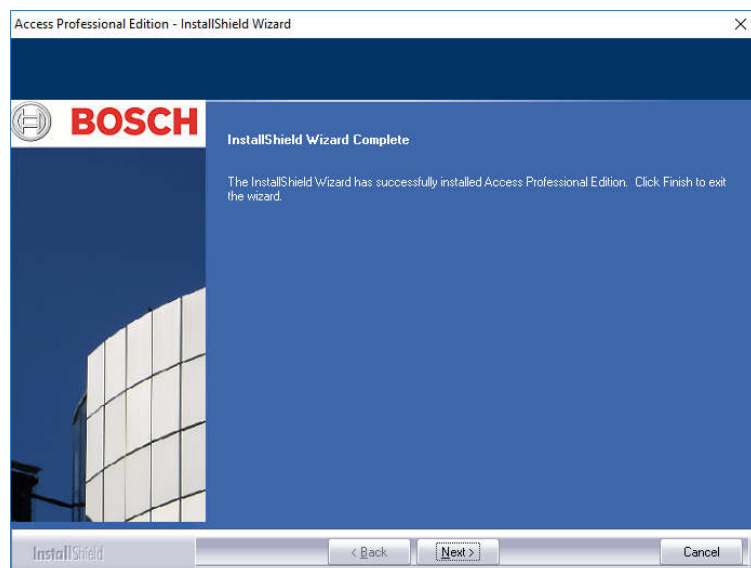 Access Professional Edition - InstallShield Wizard
BOSCH
InstallShield Wizard Complete
The InstallShield Wizard has successfully installed Access Professional Edition. Click Finish to exit
the wizard.
InstallShield
< Back
Next >
Cancel